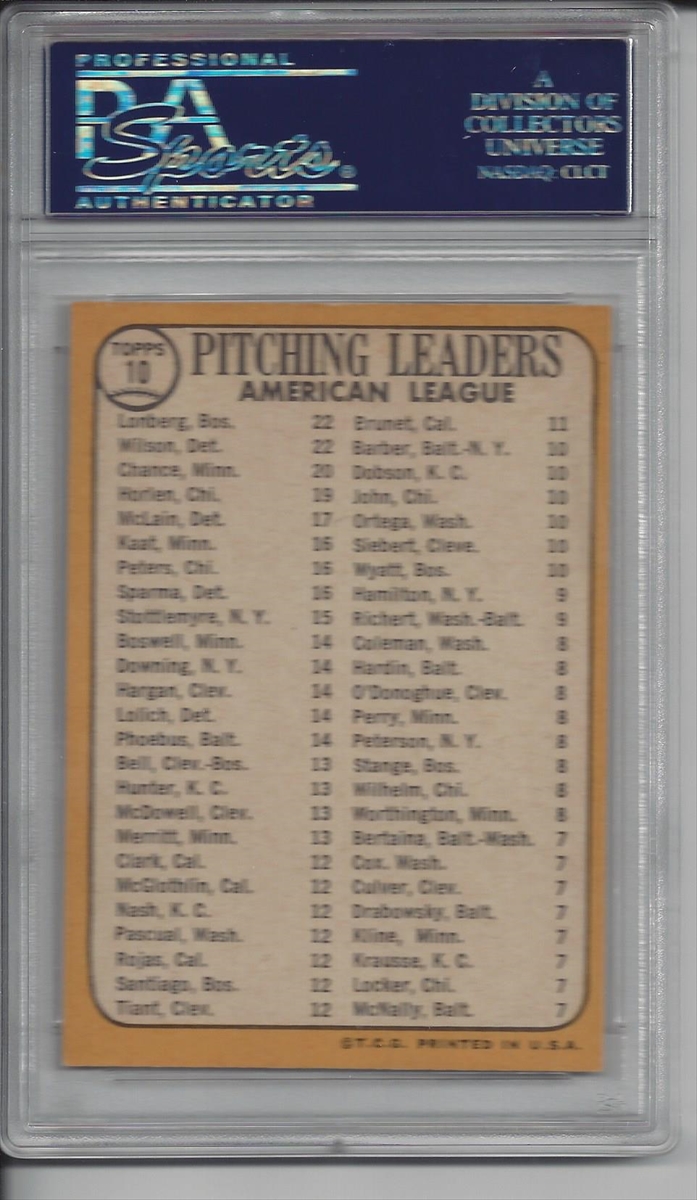 PROFESSIONAL
PSA
Sports®
AUTHENTICATOR
A
DIVISION OF
COLLECTORS
UNIVERSE
NASDAQ: CLCT
TOPPS
10
PITCHING LEADERS
AMERICAN LEAGUE
Lonberg, Bos. 22 Brunet, Cal. 11
Wilson, Det. 22 Barber, Balt.-N. Y. 10
Chance, Minn. 20 Dobson, K. C. 10
Horlen, Chi. 19 John, Chi. 10
McLain, Det. 17 Ortega, Wash. 10
Kaat, Minn. 16 Siebert, Cleve. 10
Peters, Chi. 16 Wyatt, Bos. 10
Sparma, Det. 16 Hamilton, N. Y. 9
Stottlemyre, N. Y. 15 Richert, Wash.-Balt. 9
Boswell, Minn. 14 Coleman, Wash. 8
Downing, N. Y. 14 Hardin, Balt. 8
Hargan, Clev. 14 O'Donoghue, Clev. 8
Lolich, Det. 14 Perry, Minn. 8
Phoebus, Balt. 14 Peterson, N. Y. 8
Bell, Clev.-Bos. 13 Stange, Bos. 8
Hunter, K. C. 13 Wilhelm, Chi. 8
McDowell, Clev. 13 Worthington, Minn. 8
Merritt, Minn. 13 Bertaina, Balt.-Wash. 7
Clark, Cal. 12 Cox. Wash. 7
McGlothlin, Cal. 12 Culver, Clev. 7
Nash, K. C. 12 Drabowsky, Balt. 7
Pascual, Wash. 12 Kline, Minn. 7
Rojas, Cal. 12 Krausse, K. C. 7
Santiago, Bos. 12 Locker, Chi. 7
Tiant, Clev. 12 McNally, Balt. 7
©T.C.G. PRINTED IN U.S.A.